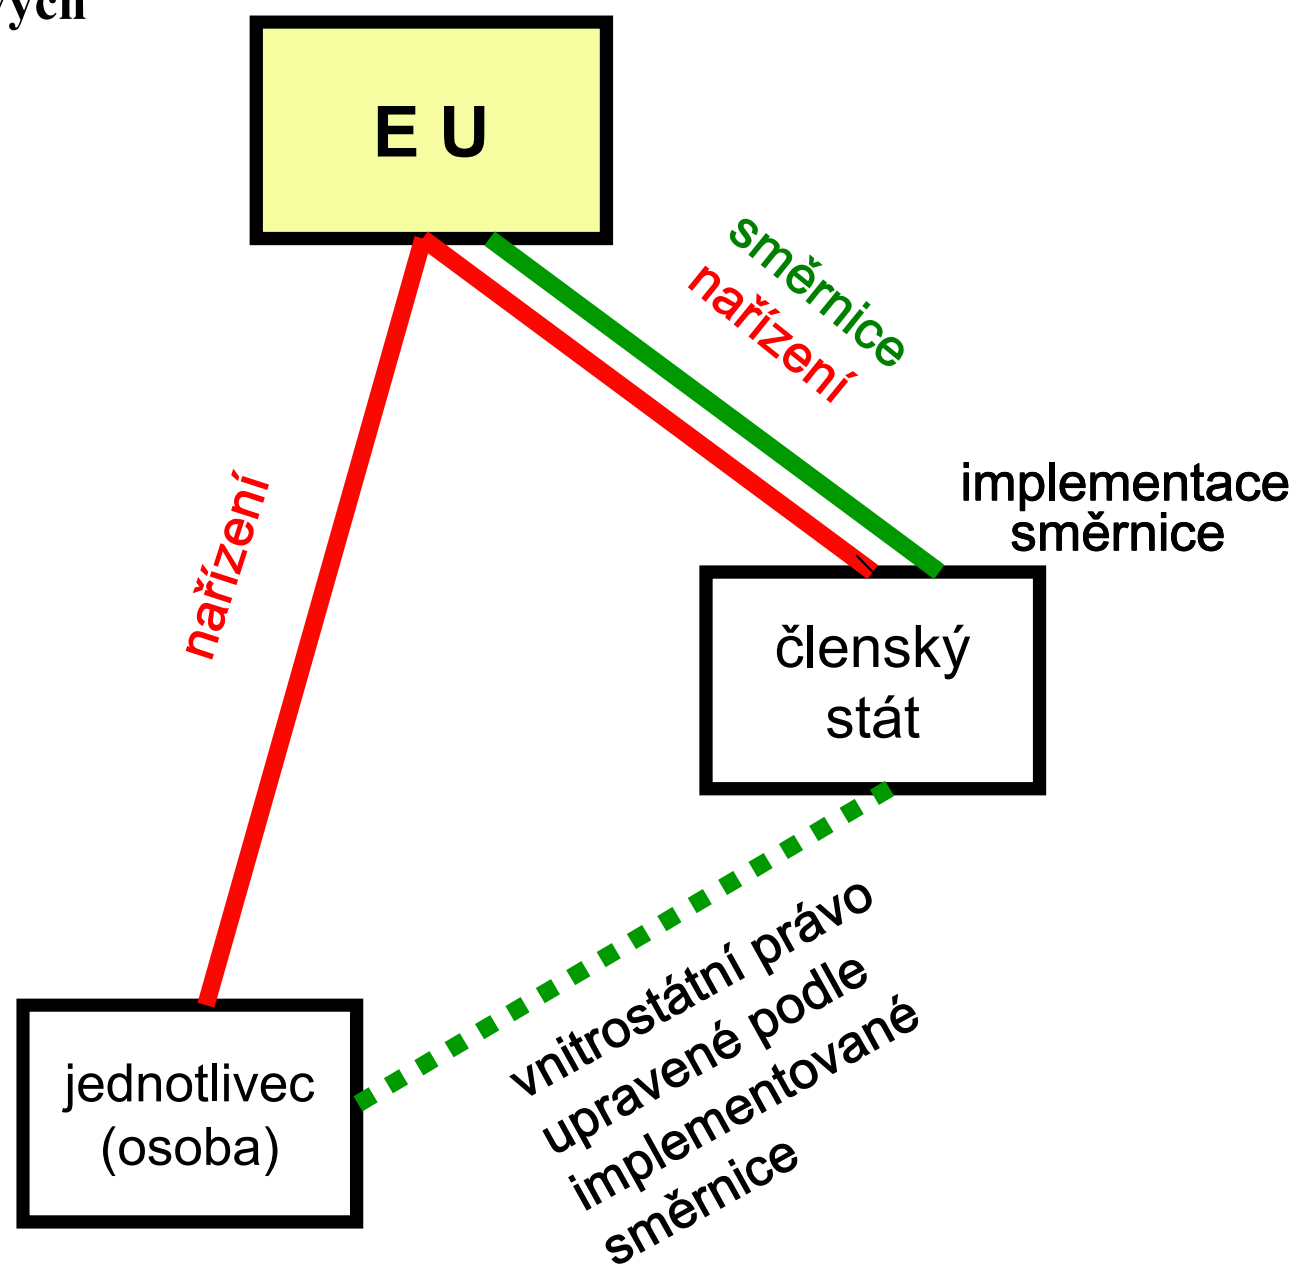 E U
směrnice
nařízení
nařízení
implementace
směrnice
členský
stát
vnitrostátní právo
upravené podle
implementované
směrnice
jednotlivec
(osoba)